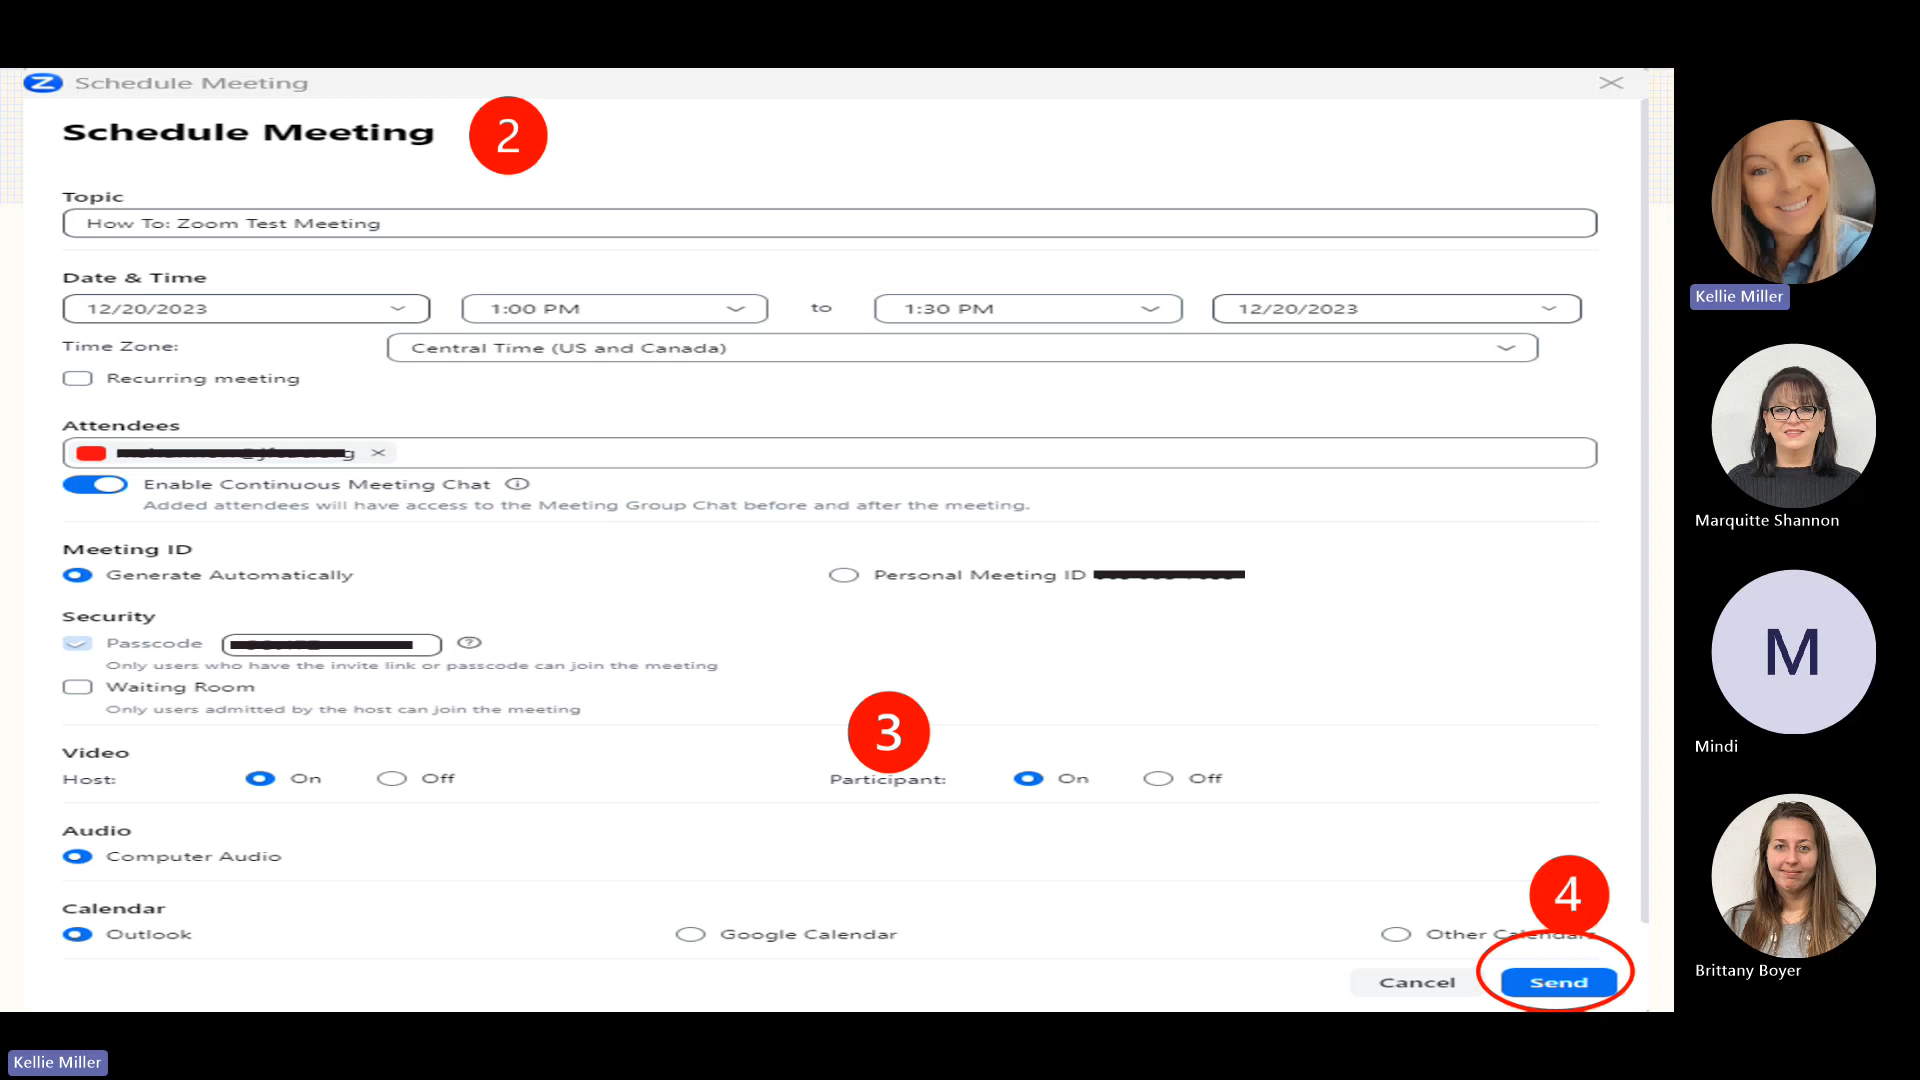 Schedule Meeting
Schedule Meeting
2
Topic
How To: Zoom Test Meeting
Date & Time
12/20/2023 1:00 PM to 1:30 PM 12/20/2023
Time Zone: Central Time (US and Canada)
Recurring meeting
Attendees
Enable Continuous Meeting Chat
Added attendees will have access to the Meeting Group Chat before and after the meeting.
Meeting ID
Generate Automatically Personal Meeting ID
Security
Passcode
Only users who have the invite link or passcode can join the meeting
Waiting Room
Only users admitted by the host can join the meeting
3
Video
Host: On Off Participant: On Off
Audio
Computer Audio
4
Calendar
Outlook Google Calendar Other Calendars
Cancel Send
Kellie Miller
Marquitte Shannon
M
Mindi
Brittany Boyer
Kellie Miller